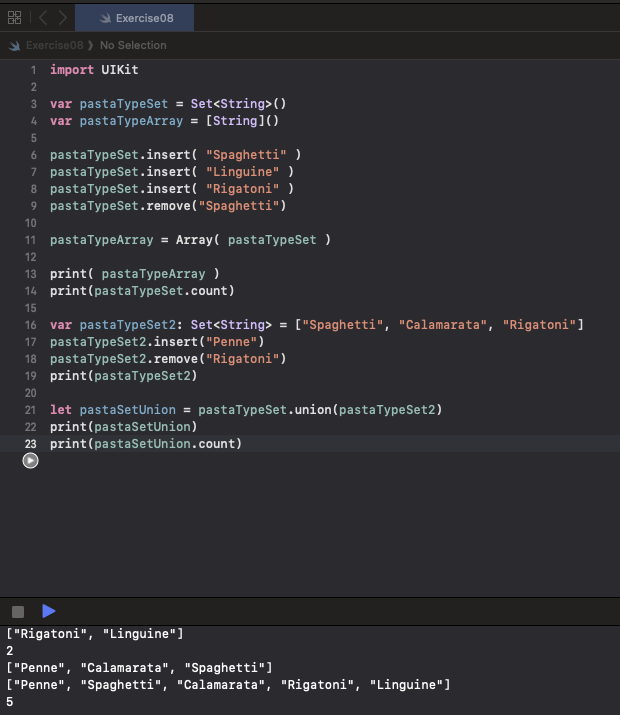 Exercise08
Exercise08 ⟩ No Selection
1 import UIKit
2
3 var pastaTypeSet = Set<String>()
4 var pastaTypeArray = [String]()
5
6 pastaTypeSet.insert( "Spaghetti" )
7 pastaTypeSet.insert( "Linguine" )
8 pastaTypeSet.insert( "Rigatoni" )
9 pastaTypeSet.remove("Spaghetti")
10
11 pastaTypeArray = Array( pastaTypeSet )
12
13 print( pastaTypeArray )
14 print(pastaTypeSet.count)
15
16 var pastaTypeSet2: Set<String> = ["Spaghetti", "Calamarata", "Rigatoni"]
17 pastaTypeSet2.insert("Penne")
18 pastaTypeSet2.remove("Rigatoni")
19 print(pastaTypeSet2)
20
21 let pastaSetUnion = pastaTypeSet.union(pastaTypeSet2)
22 print(pastaSetUnion)
23 print(pastaSetUnion.count)
["Rigatoni", "Linguine"]
2
["Penne", "Calamarata", "Spaghetti"]
["Penne", "Spaghetti", "Calamarata", "Rigatoni", "Linguine"]
5